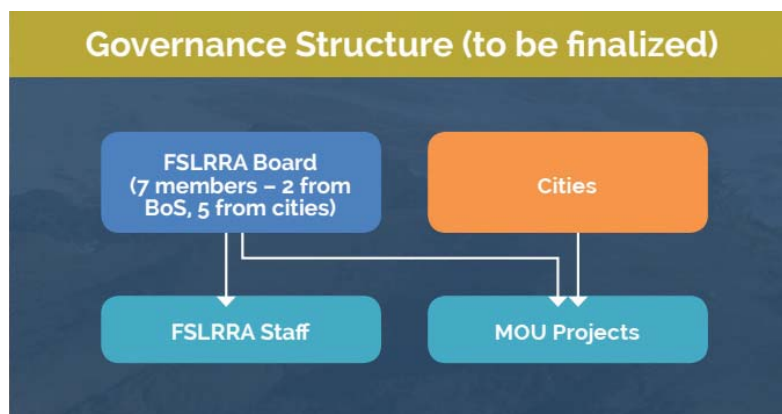 Governance Structure (to be finalized)
FSLRRA Board
(7 members – 2 from
BoS, 5 from cities)
Cities
FSLRRA Staff
MOU Projects